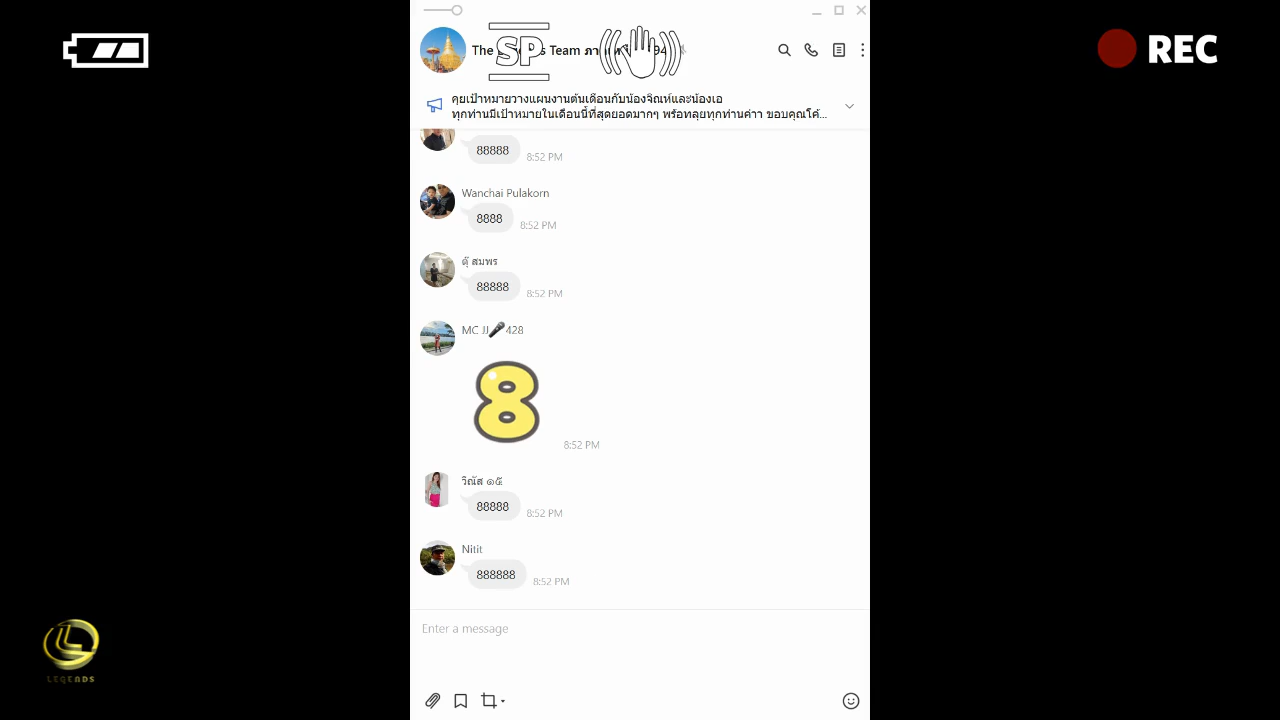 REC
SP
The
s Team
คุยเป้าหมายวางแผนงานต้นเดือนกับน้องจิณห์และน้องเอ
ทุกท่านมีเป้าหมายในเดือนนี้ที่สุดยอดมากๆ พร้อทลุยทุกท่านค่าา ขอบคุณโค้...
88888
8:52 PM
Wanchai Pulakorn
8888
8:52 PM
ตุ๊ สมพร
88888
8:52 PM
MC JJ🎤428
8
8:52 PM
วิณัส ๑๕
88888
8:52 PM
Nitit
888888
8:52 PM
Enter a message
LEGENDS